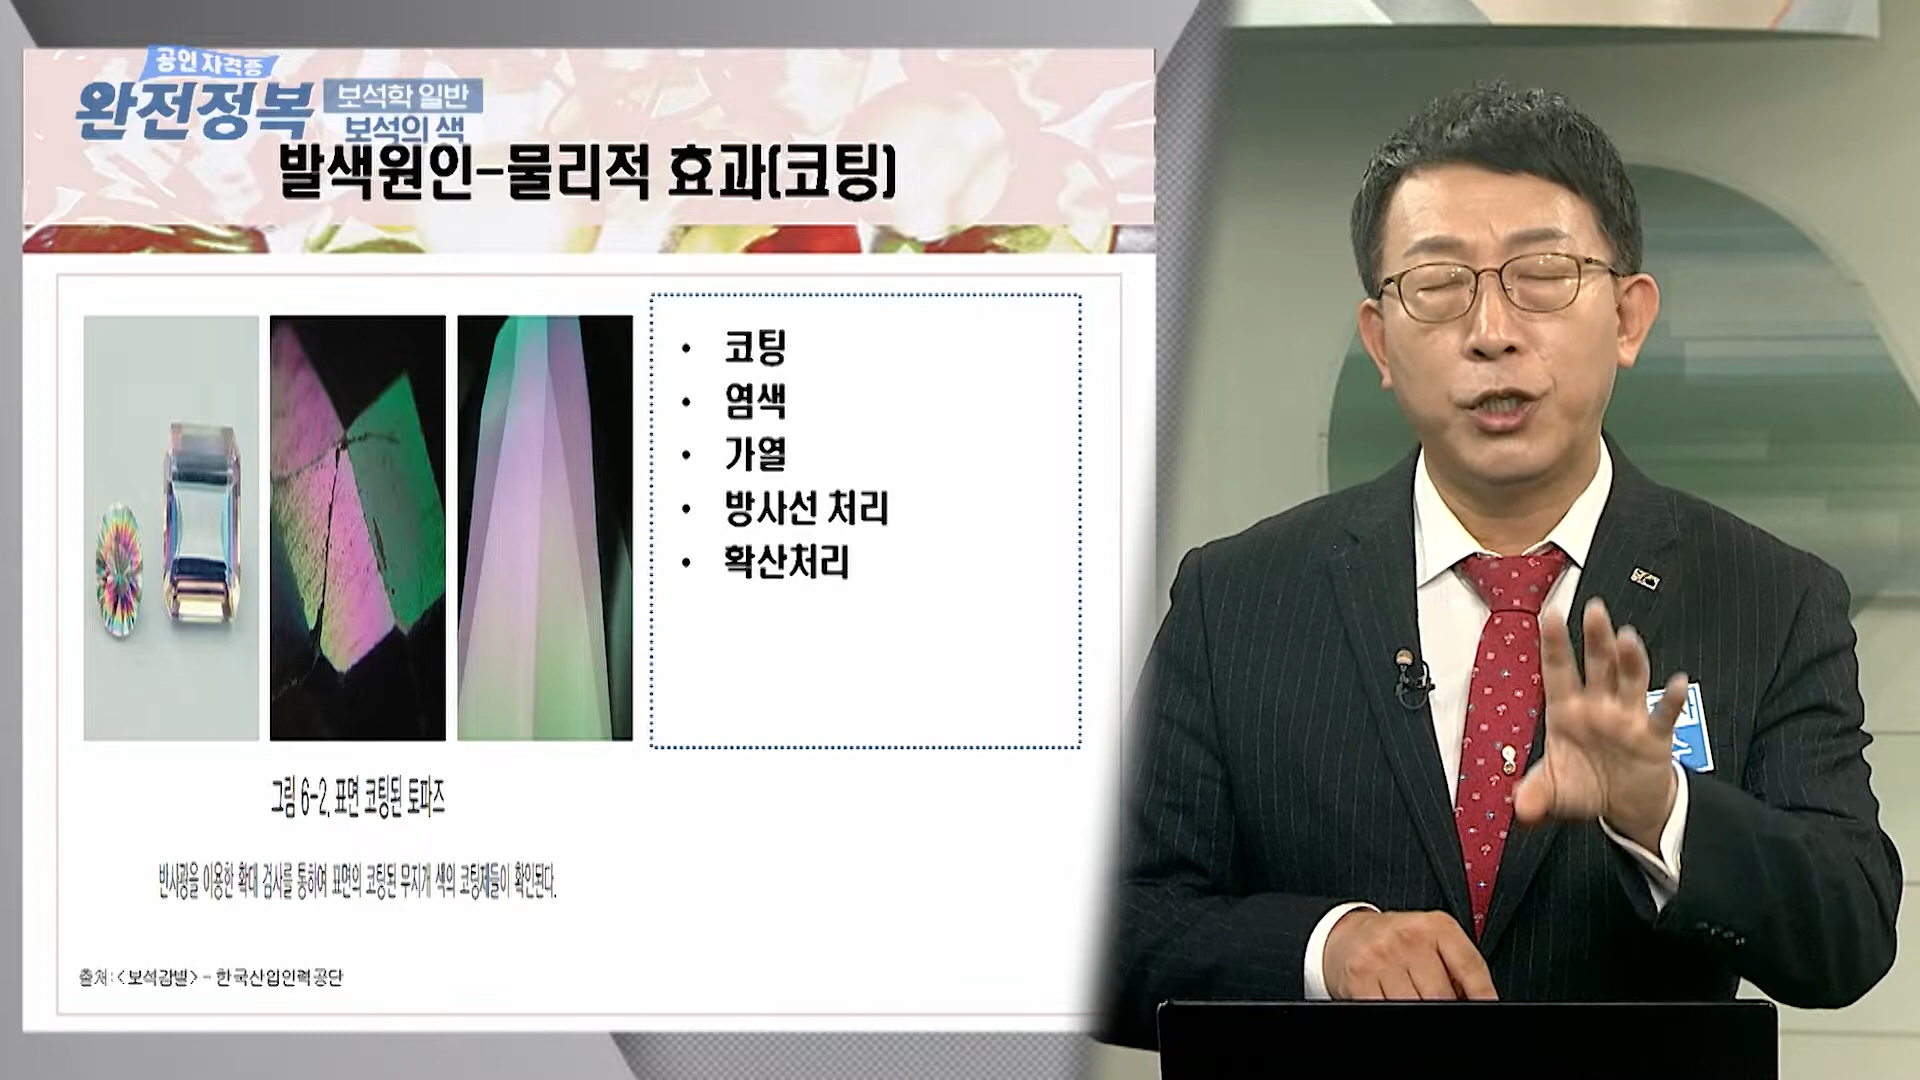 공인 자격증
완전정복
보석학 일반
보석의 색
발색원인-물리적 효과(코팅)
• 코팅
• 염색
• 가열
• 방사선 처리
• 확산처리
그림 6-2. 표면 코팅된 토파즈
반사광을 이용한 확대 검사를 통하여 표면의 코팅된 무지개 색의 코팅제들이 확인된다.
출처:<보석감별> - 한국산업인력공단